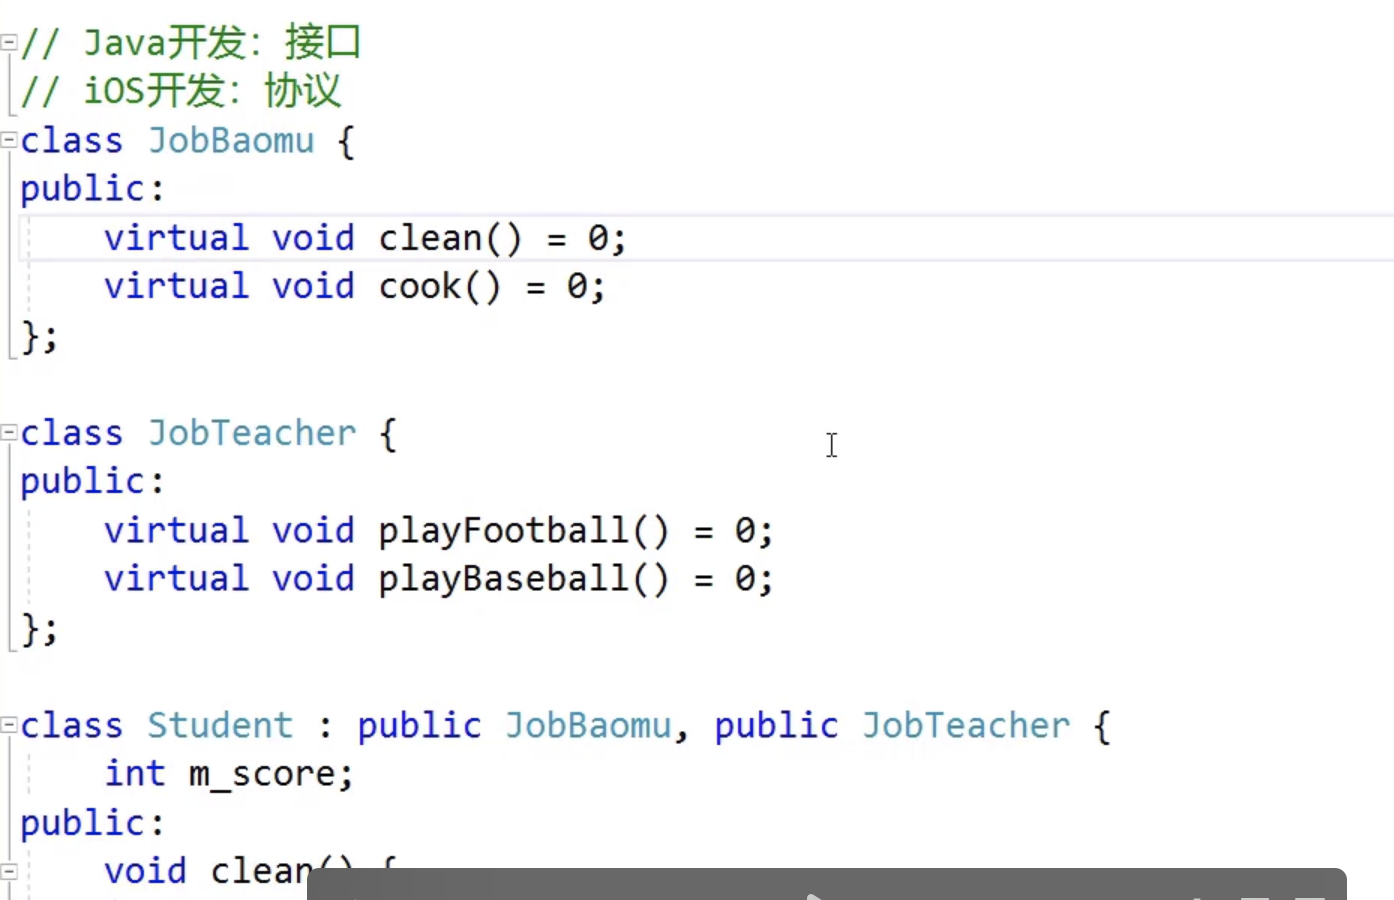 // Java开发：接口
// iOS开发：协议
class JobBaomu {
public:
    virtual void clean() = 0;
    virtual void cook() = 0;
};
class JobTeacher {
public:
    virtual void playFootball() = 0;
    virtual void playBaseball() = 0;
};
class Student : public JobBaomu, public JobTeacher {
    int m_score;
public:
    void clean() {